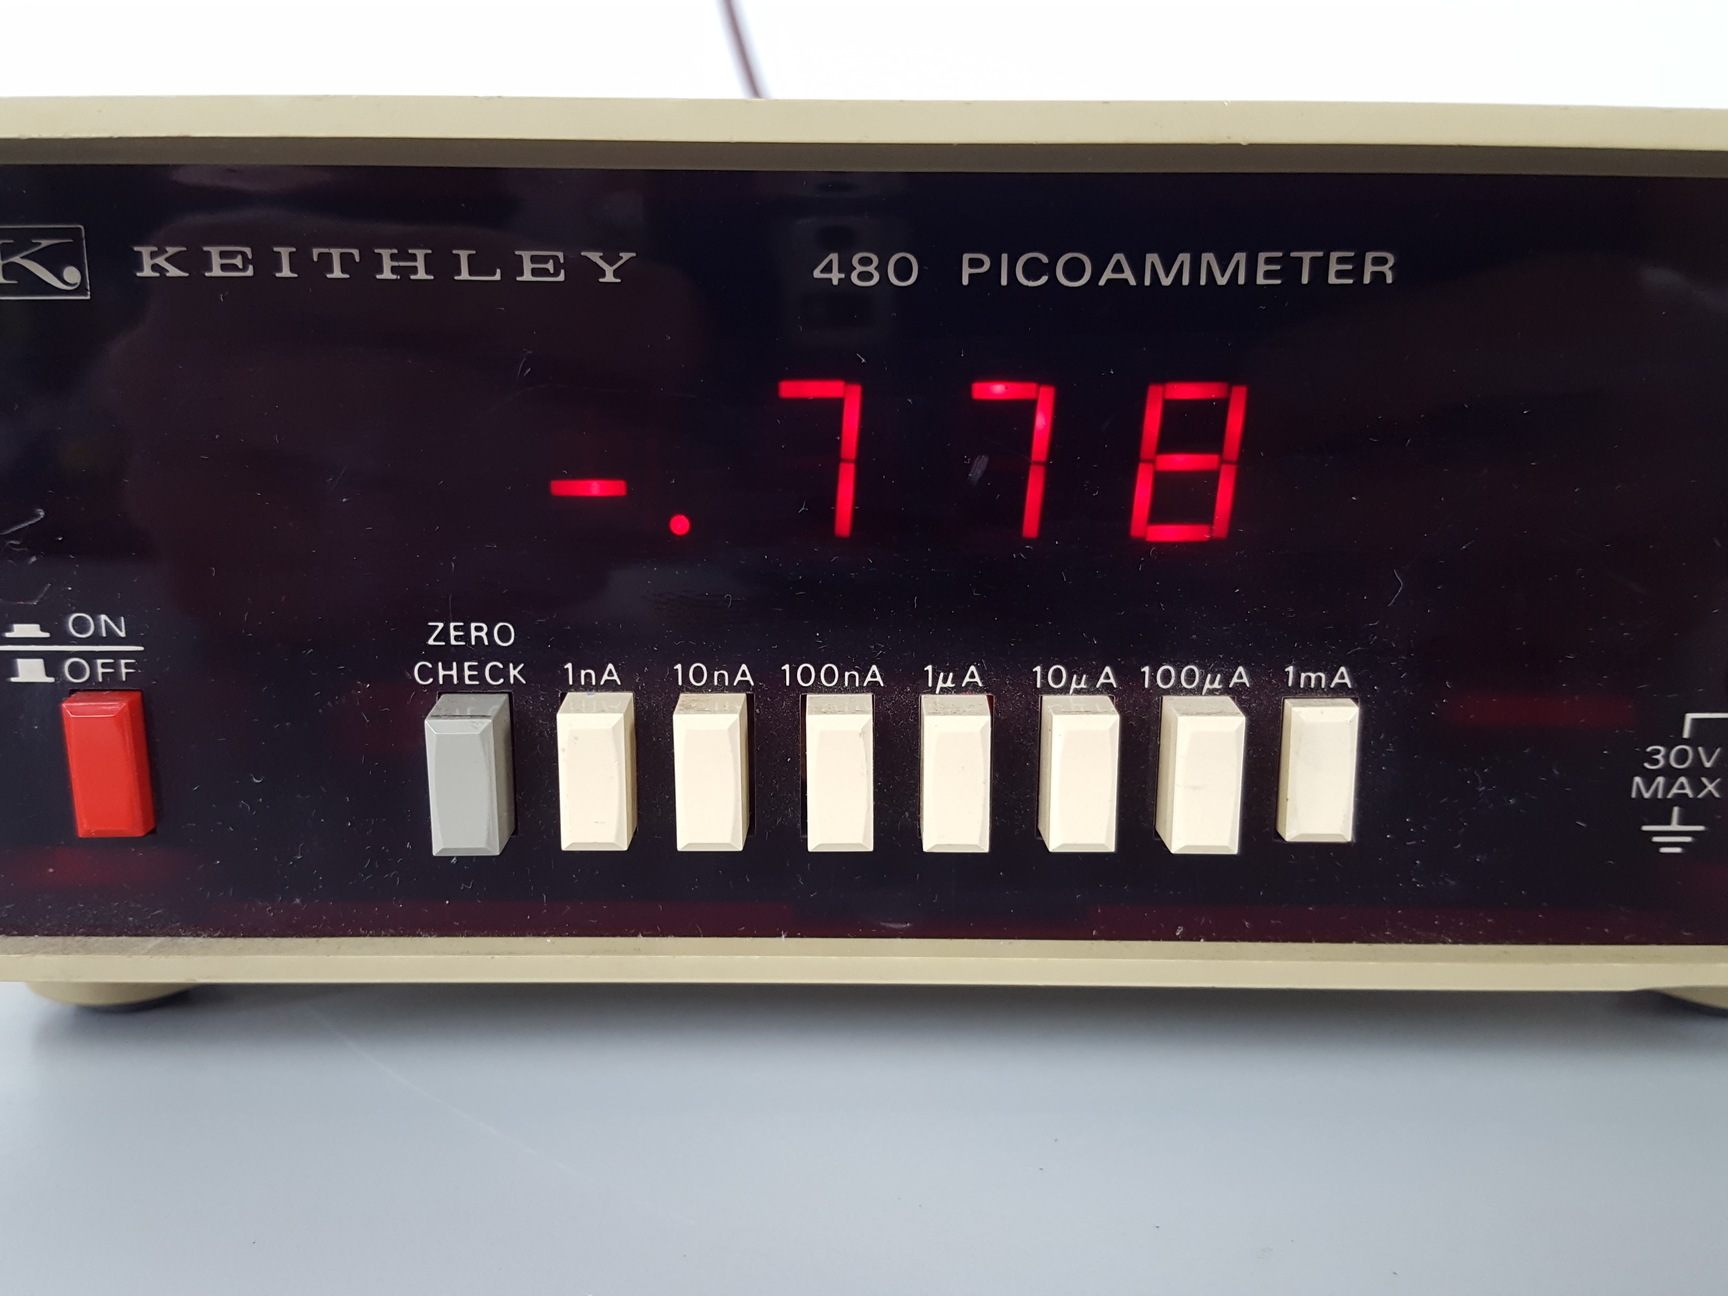 K. KEITHLEY 480 PICOAMMETER
-.778
ON
OFF
ZERO
CHECK 1nA 10nA 100nA 1µA 10µA 100µA 1mA
30V
MAX